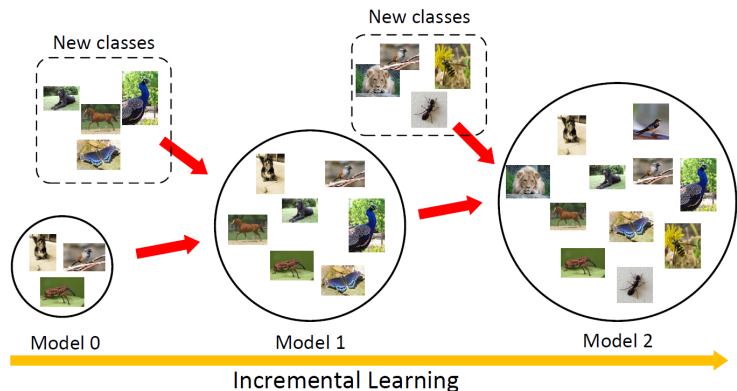 New classes
New classes
Model 0
Model 1
Model 2
Incremental Learning